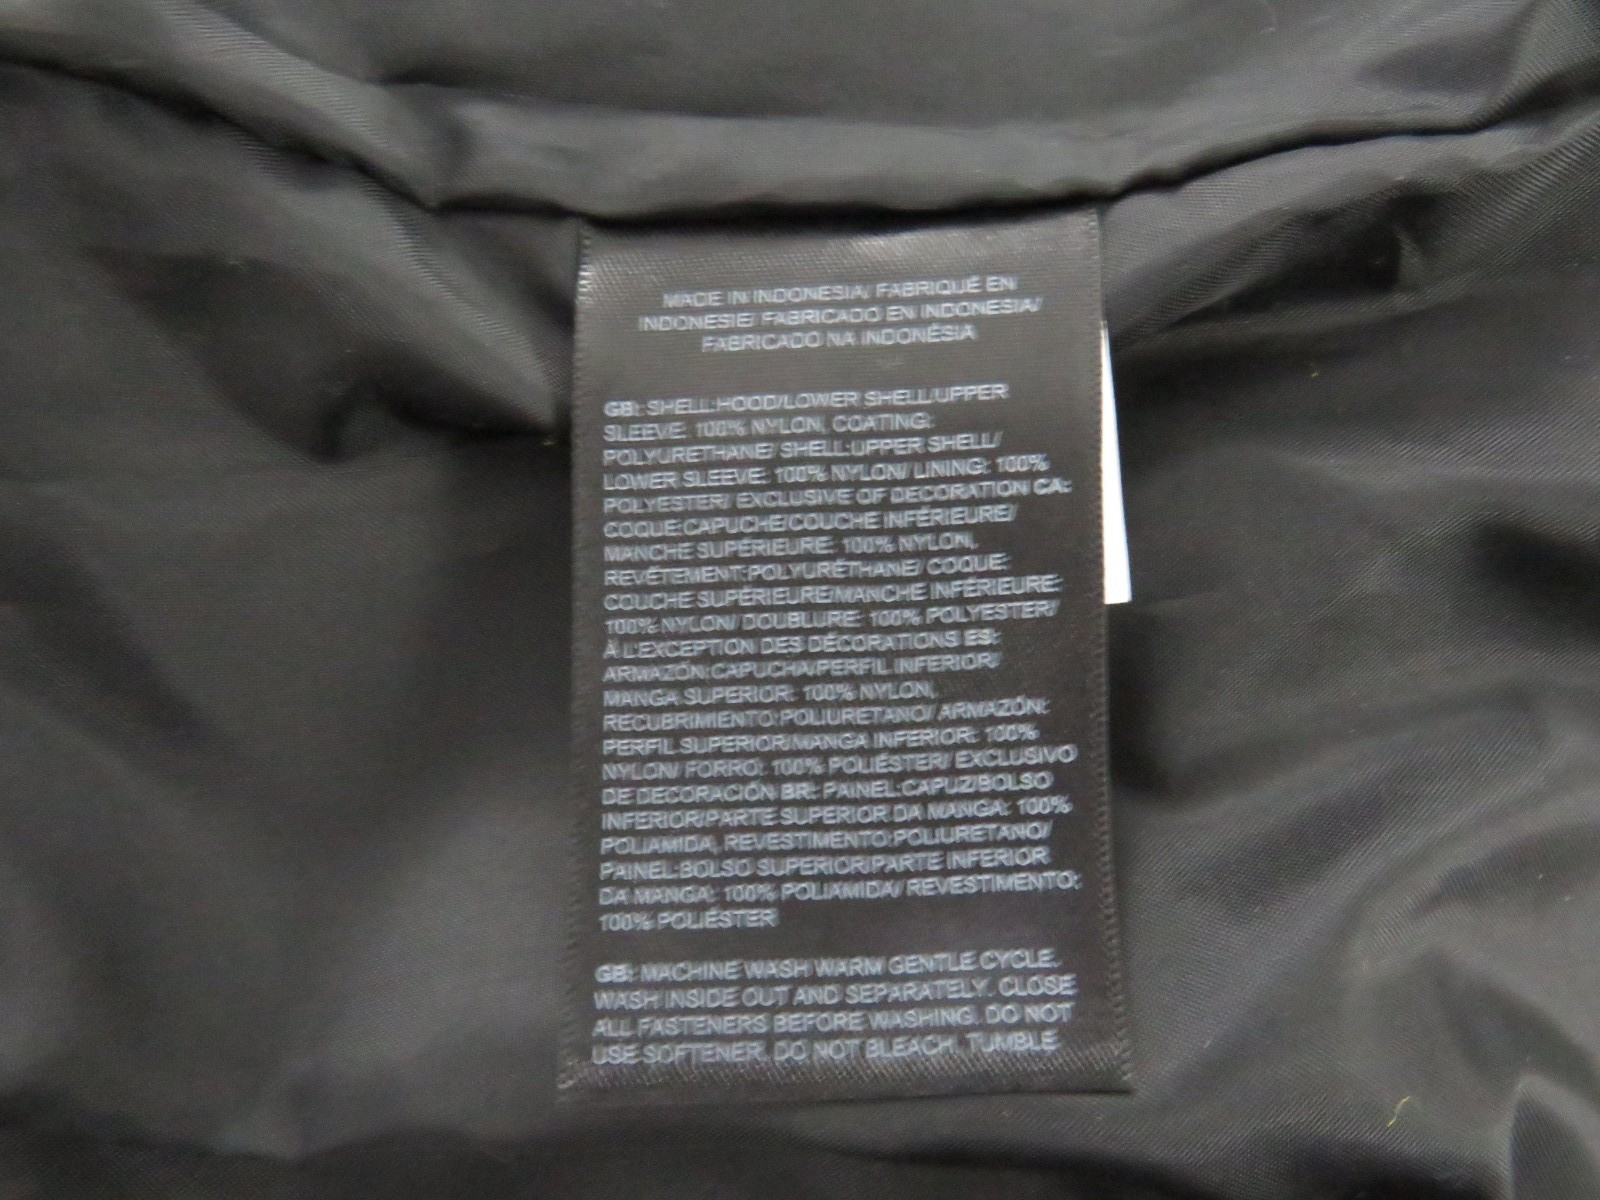 MADE IN INDONESIA/ FABRIQUÉ EN
INDONESIE/ FABRICADO EN INDONESIA/
FABRICADO NA INDONÉSIA
GB: SHELL:HOOD/LOWER SHELL/UPPER
SLEEVE: 100% NYLON, COATING:
POLYURETHANE/ SHELL:UPPER SHELL/
LOWER SLEEVE: 100% NYLON/ LINING: 100%
POLYESTER/ EXCLUSIVE OF DECORATION CA:
COQUE:CAPUCHE/COUCHE INFÉRIEURE/
MANCHE SUPÉRIEURE: 100% NYLON,
REVÊTEMENT:POLYURÉTHANE/ COQUE:
COUCHE SUPÉRIEURE/MANCHE INFÉRIEURE:
100% NYLON/ DOUBLURE: 100% POLYESTER/
À L'EXCEPTION DES DÉCORATIONS ES:
ARMAZÓN:CAPUCHA/PERFIL INFERIOR/
MANGA SUPERIOR: 100% NYLON,
RECUBRIMIENTO:POLIURETANO/ ARMAZÓN:
PERFIL SUPERIOR/MANGA INFERIOR: 100%
NYLON/ FORRO: 100% POLIÉSTER/ EXCLUSIVO
DE DECORACIÓN BR: PAINEL:CAPUZ/BOLSO
INFERIOR/PARTE SUPERIOR DA MANGA: 100%
POLIAMIDA, REVESTIMENTO:POLIURETANO/
PAINEL:BOLSO SUPERIOR/PARTE INFERIOR
DA MANGA: 100% POLIAMIDA/ REVESTIMENTO:
100% POLIÉSTER
GB: MACHINE WASH WARM GENTLE CYCLE.
WASH INSIDE OUT AND SEPARATELY. CLOSE
ALL FASTENERS BEFORE WASHING. DO NOT
USE SOFTENER. DO NOT BLEACH. TUMBLE